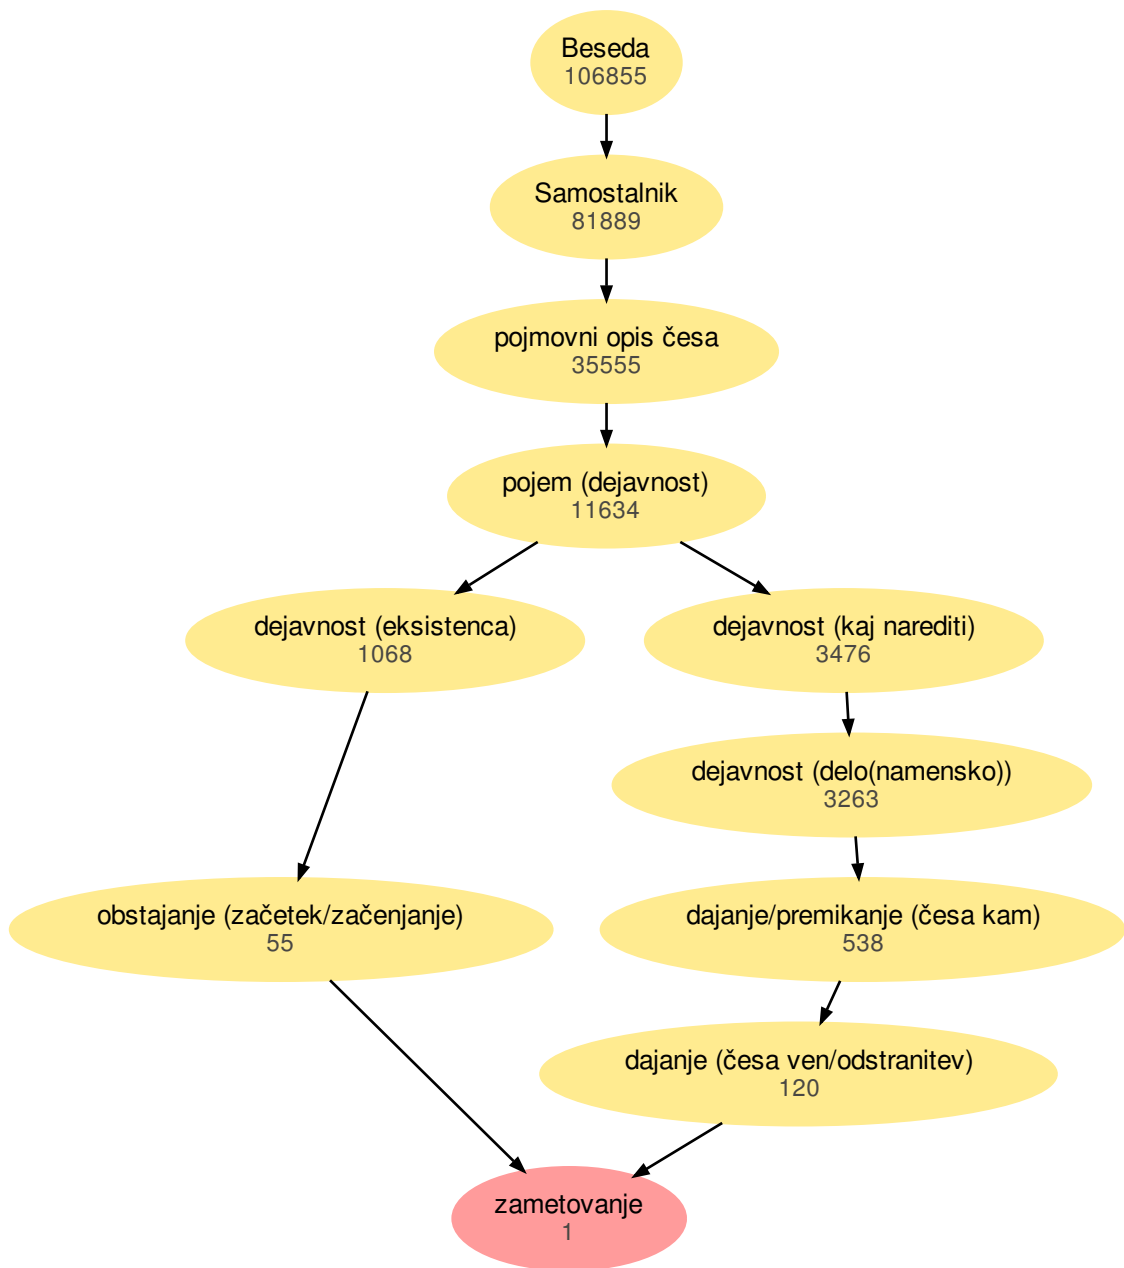 Beseda
106855
Samostalnik
81889
pojmovni opis česa
35555
pojem (dejavnost)
11634
dejavnost (eksistenca)
1068
dejavnost (kaj narediti)
3476
dejavnost (delo(namensko))
3263
obstajanje (začetek/začenjanje)
55
dajanje/premikanje (česa kam)
538
dajanje (česa ven/odstranitev)
120
zametovanje
1